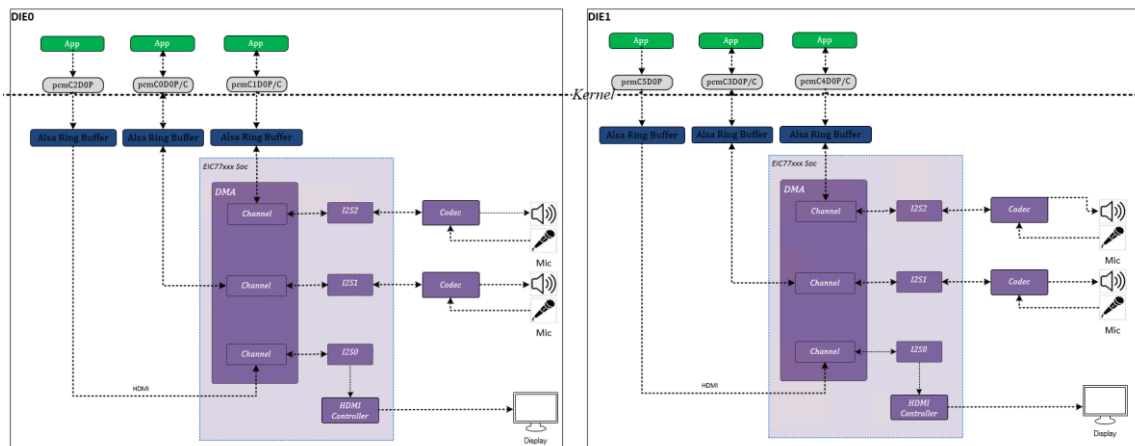 DIE0
App
App
App
pcmC2D0P
pcmC0D0P/C
pcmC1D0P/C
Alsa Ring Buffer
Alsa Ring Buffer
Alsa Ring Buffer
EIC77xxx Soc
DMA
Channel
I2S2
Codec
Mic
Channel
I2S1
Codec
Mic
Channel
I2S0
HDMI
HDMI
Controller
Display
Kernel
DIE1
App
App
App
pcmC5D0P
pcmC3D0P/C
pcmC4D0P/C
Alsa Ring Buffer
Alsa Ring Buffer
Alsa Ring Buffer
EIC77xxx Soc
DMA
Channel
I2S2
Codec
Mic
Channel
I2S1
Codec
Mic
Channel
I2S0
HDMI
HDMI
Controller
Display